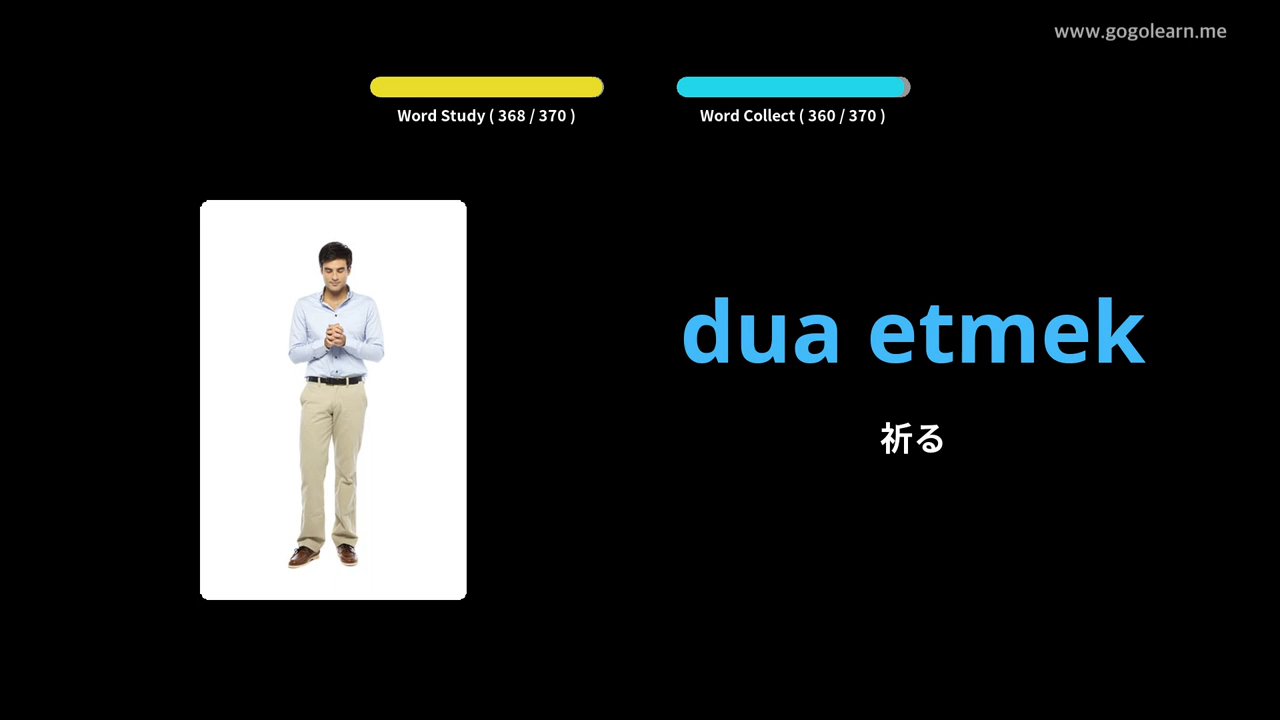 www.gogolearn.me
Word Study ( 368 / 370 )
Word Collect ( 360 / 370 )
dua etmek
祈る